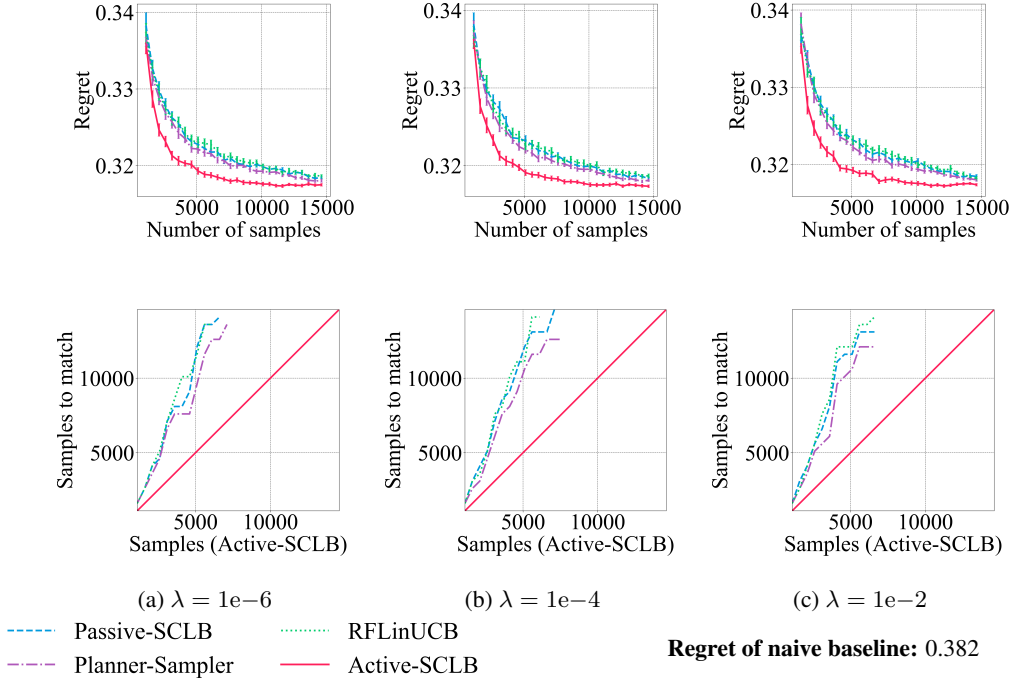 0.34 0.34 0.34
0.33 0.33 0.33
0.32 0.32 0.32
Regret Regret Regret
5000 10000 15000 5000 10000 15000 5000 10000 15000
Number of samples Number of samples Number of samples
10000 10000 10000
5000 5000 5000
Samples to match Samples to match Samples to match
5000 10000 5000 10000 5000 10000
Samples (Active-SCLB) Samples (Active-SCLB) Samples (Active-SCLB)
(a) λ = 1e−6 (b) λ = 1e−4 (c) λ = 1e−2
Passive-SCLB RFLinUCB
Planner-Sampler Active-SCLB
Regret of naive baseline: 0.382